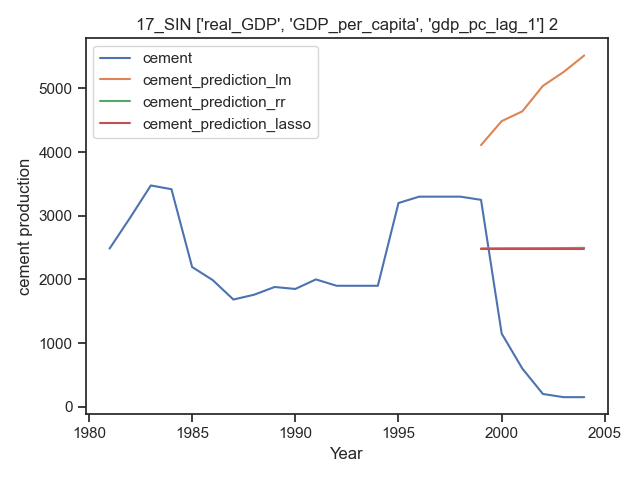 17_SIN ['real_GDP', 'GDP_per_capita', 'gdp_pc_lag_1'] 2
cement
cement_prediction_lm
cement_prediction_rr
cement_prediction_lasso
cement production
5000
4000
3000
2000
1000
0
1980
1985
1990
1995
2000
2005
Year